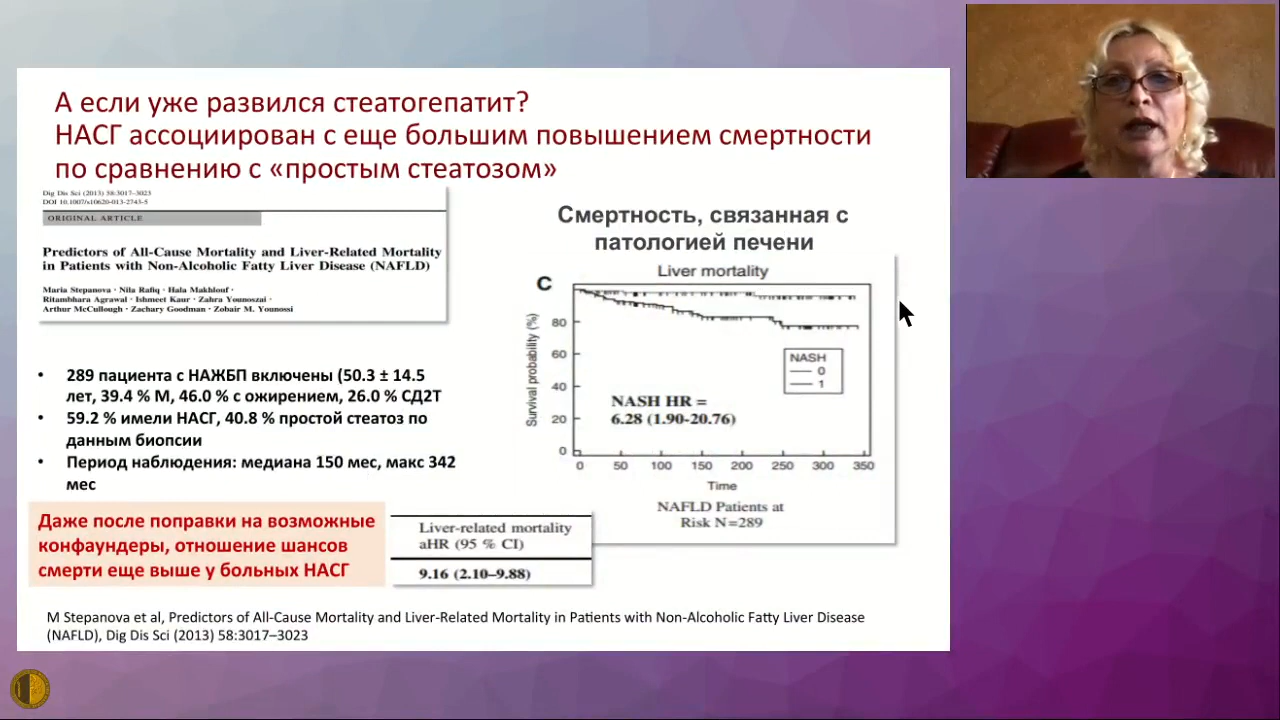 А если уже развился стеатогепатит?
НАСГ ассоциирован с еще большим повышением смертности
по сравнению с «простым стеатозом»
Dig Dis Sci (2013) 58:3017–3023
DOI 10.1007/s10620-013-2743-5
ORIGINAL ARTICLE
Predictors of All-Cause Mortality and Liver-Related Mortality
in Patients with Non-Alcoholic Fatty Liver Disease (NAFLD)
Maria Stepanova · Nila Rafiq · Hala Makhlouf ·
Ritambhara Agrawal · Ishmeet Kaur · Zahra Younoszai ·
Arthur McCullough · Zachary Goodman · Zobair M. Younossi
289 пациента с НАЖБП включены (50.3 ± 14.5
лет, 39.4 % М, 46.0 % с ожирением, 26.0 % СД2Т
59.2 % имели НАСГ, 40.8 % простой стеатоз по
данным биопсии
Период наблюдения: медиана 150 мес, макс 342
мес
Даже после поправки на возможные
конфаундеры, отношение шансов
смерти еще выше у больных НАСГ
Liver-related mortality
aHR (95 % CI)
9.16 (2.10–9.88)
Смертность, связанная с
патологией печени
Liver mortality
C
Survival probability (%)
80
60
40
20
0
NASH
0
1
NASH HR =
6.28 (1.90-20.76)
0 50 100 150 200 250 300 350
Time
NAFLD Patients at
Risk N=289
M Stepanova et al, Predictors of All-Cause Mortality and Liver-Related Mortality in Patients with Non-Alcoholic Fatty Liver Disease
(NAFLD), Dig Dis Sci (2013) 58:3017–3023